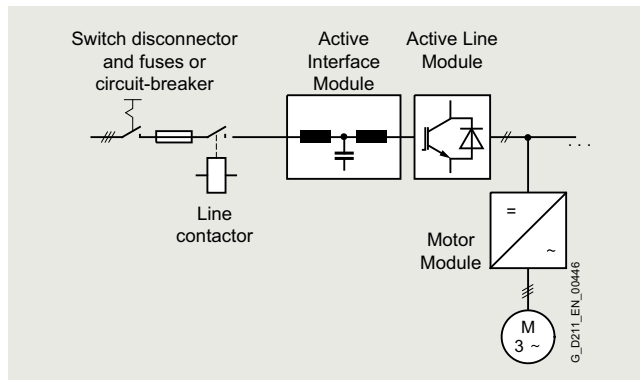 Switch disconnector
and fuses or
circuit-breaker
Active
Interface
Module
Active Line
Module
Line
contactor
. . .
=
~
Motor
Module
M
3 ~
G_D211_EN_00446